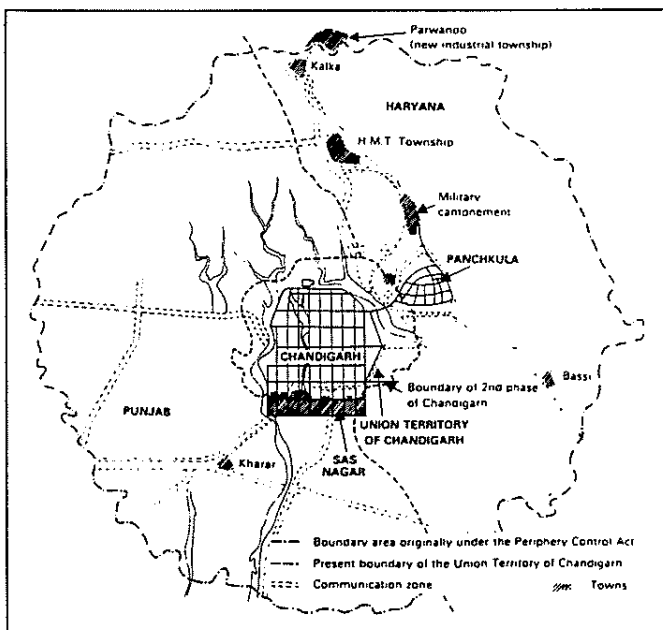 Parwanoo
(new industrial township)
Kalka
HARYANA
H.M.T. Township
Military
cantonement
PANCHKULA
CHANDIGARH
Bassi
Boundary of 2nd phase
of Chandigarh
PUNJAB
UNION TERRITORY
OF CHANDIGARH
SAS
NAGAR
Kharar
Boundary area originally under the Periphery Control Act
Present boundary of the Union Territory of Chandigarh
Communication zone
Towns